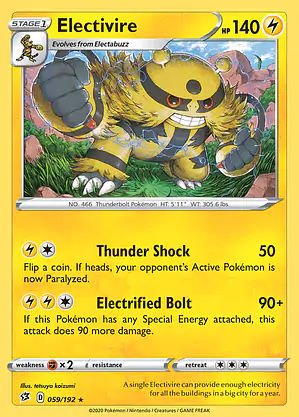 STAGE 1
Electivire
HP 140
Evolves from Electabuzz
NO. 466 Thunderbolt Pokémon HT: 5'11" WT: 305.6 lbs
Thunder Shock 50
Flip a coin. If heads, your opponent's Active Pokémon is
now Paralyzed.
Electrified Bolt 90+
If this Pokémon has any Special Energy attached, this
attack does 90 more damage.
weakness ×2 resistance retreat
Illus. tetsuya koizumi
A single Electivire can provide enough electricity
for all the buildings in a big city for a year.
D 059/192 ★
©2020 Pokémon / Nintendo / Creatures / GAME FREAK